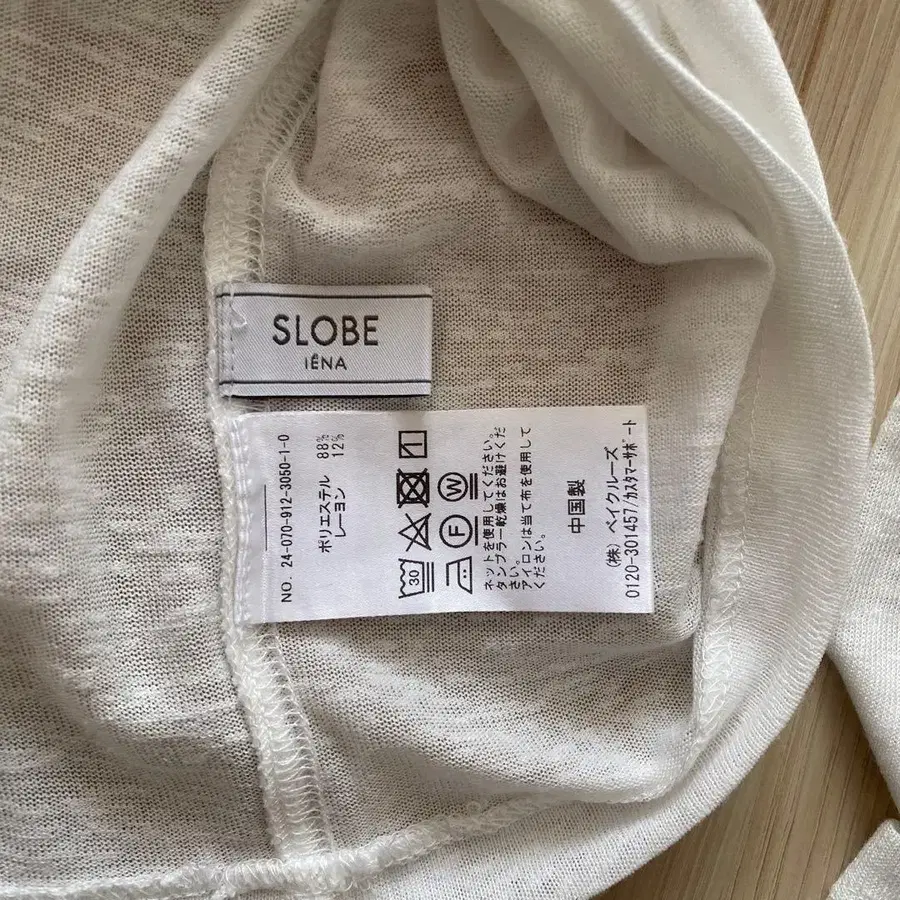 SLOBE
IÊNA
NO. 24-070-912-3050-1-0
ポリエステル 88%
レーヨン 12%
30
W
F
ネットを使用してください。
タンブラー乾燥はお避けくだ
さい。
アイロンは当て布を使用して
ください。
中国製
(株) ベイクルーズ
0120-301457/カスタマーサポート